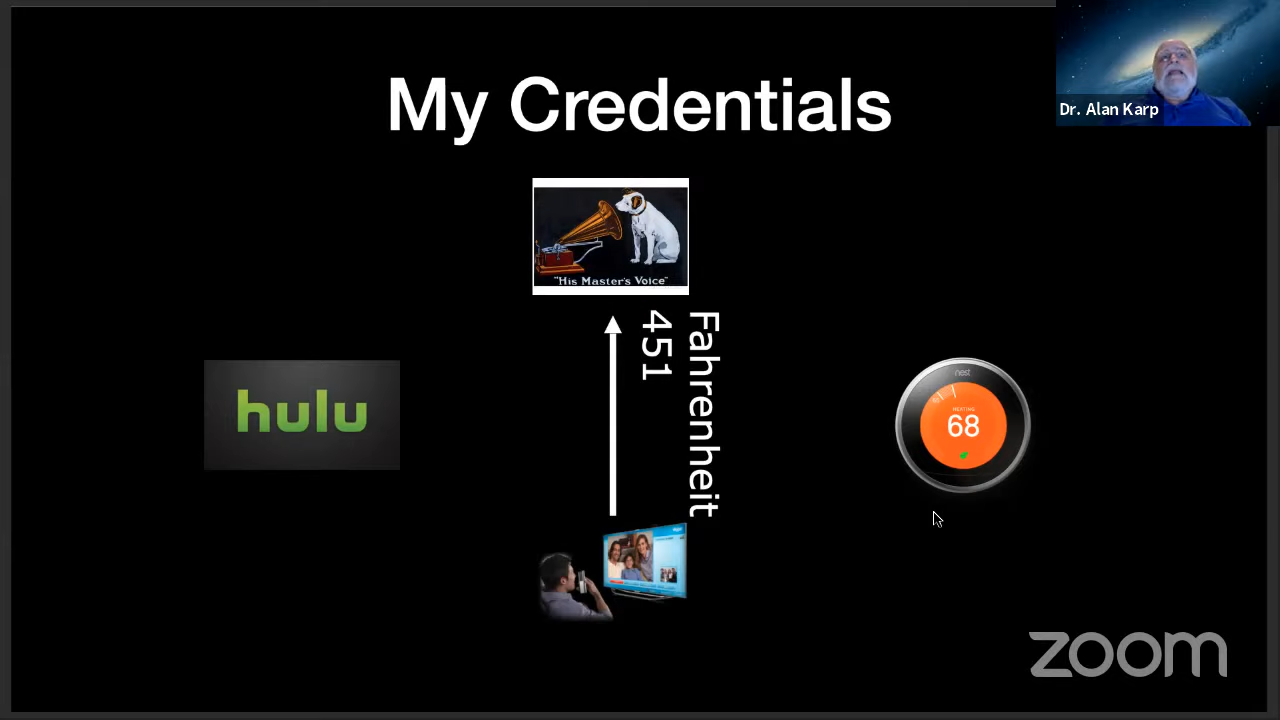 My Credentials
Dr. Alan Karp
"His Master's Voice"
Fahrenheit
451
hulu
nest
HEATING
68
zoom